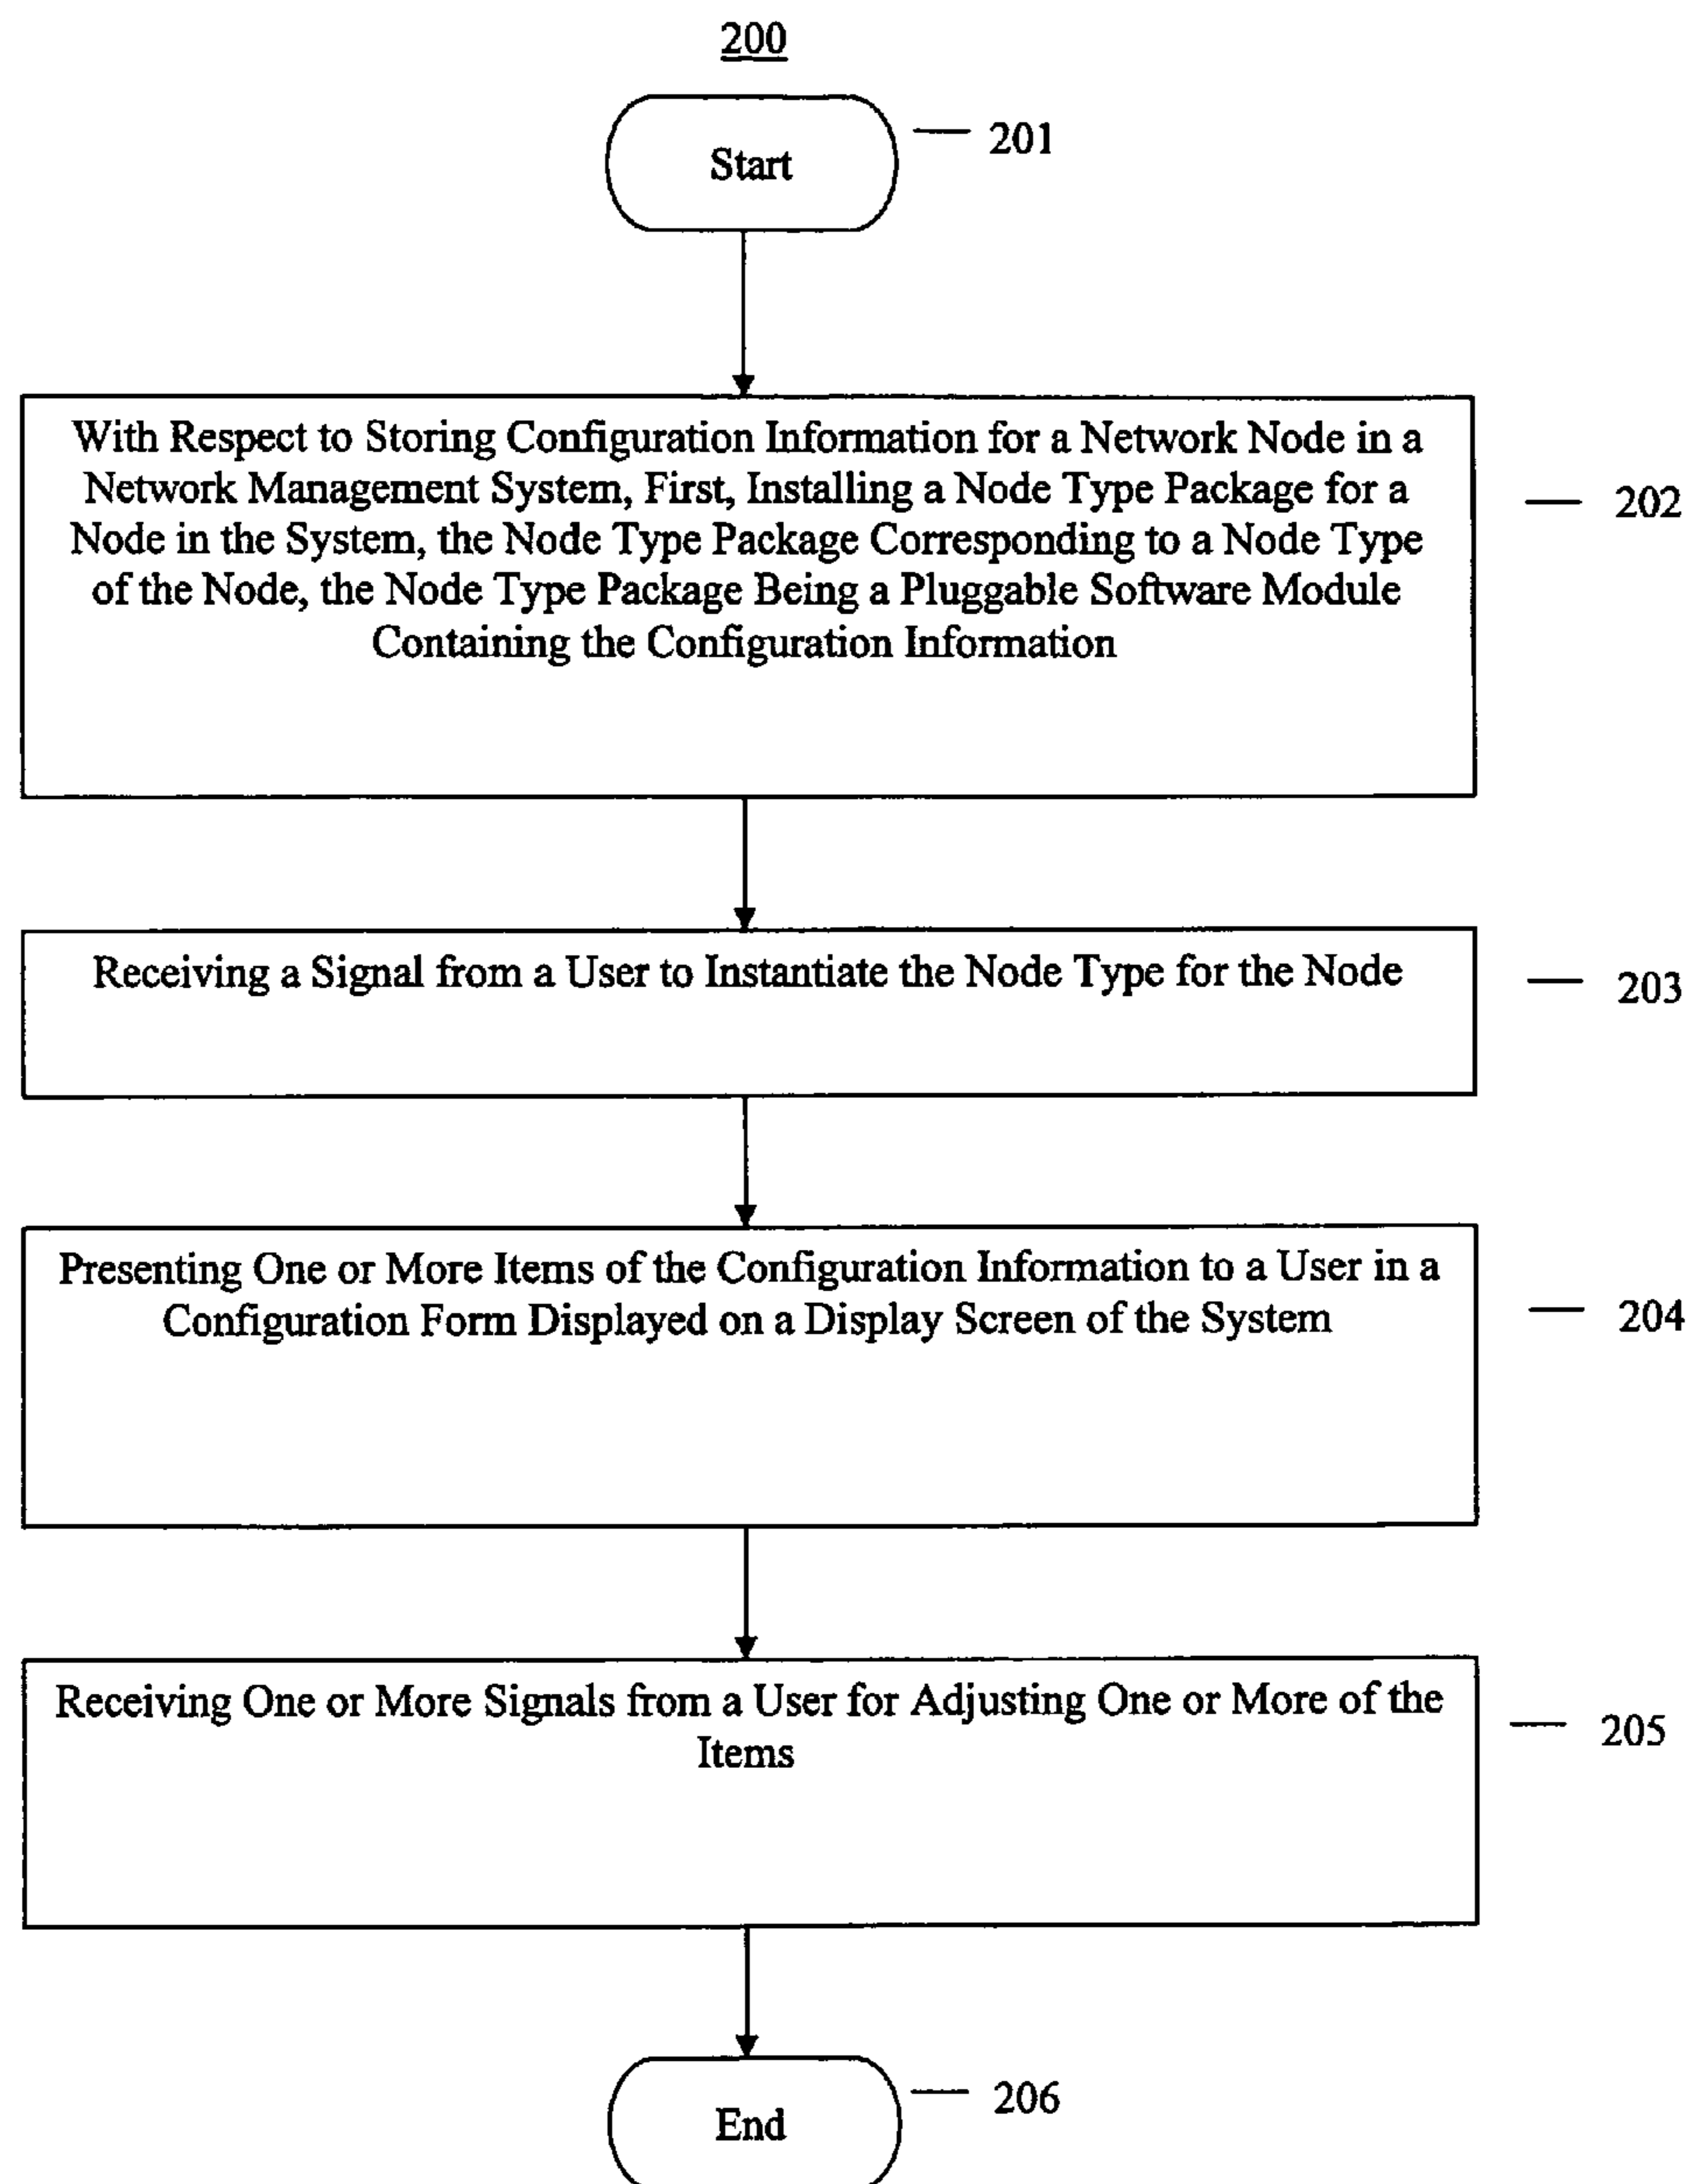 200
Start
201
With Respect to Storing Configuration Information for a Network Node in a
Network Management System, First, Installing a Node Type Package for a
Node in the System, the Node Type Package Corresponding to a Node Type
of the Node, the Node Type Package Being a Pluggable Software Module
Containing the Configuration Information
202
Receiving a Signal from a User to Instantiate the Node Type for the Node
203
Presenting One or More Items of the Configuration Information to a User in a
Configuration Form Displayed on a Display Screen of the System
204
Receiving One or More Signals from a User for Adjusting One or More of the
Items
205
End
206